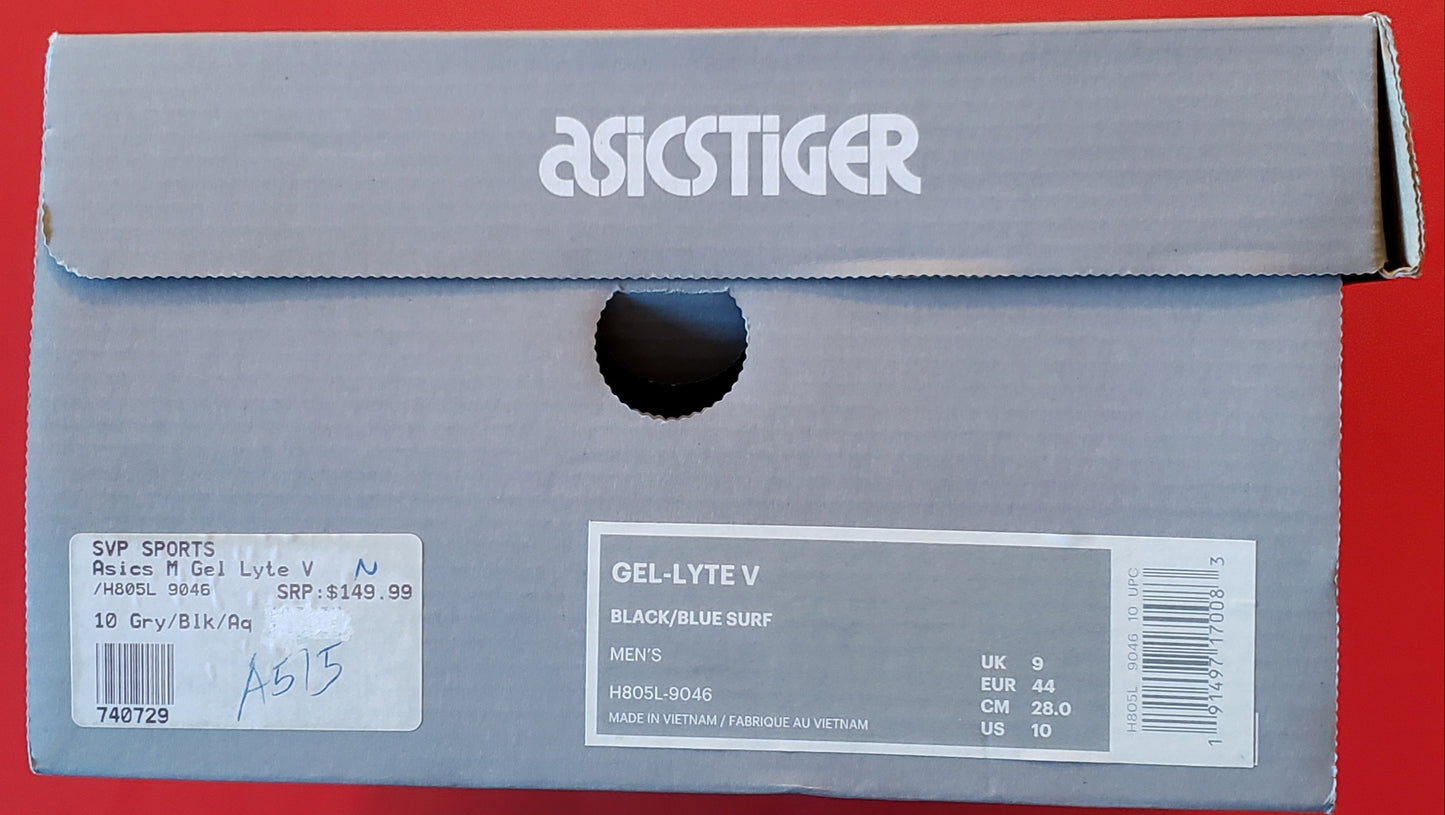 asicsTiGER
SVP SPORTS
Asics M Gel Lyte V N
/H805L 9046 SRP:$149.99
10 Gry/Blk/Aq
A515
740729
GEL-LYTE V
BLACK/BLUE SURF
MEN'S
H805L-9046
MADE IN VIETNAM / FABRIQUE AU VIETNAM
UK 9
EUR 44
CM 28.0
US 10
H805L 9046 10 UPC
1 91497 17008 3